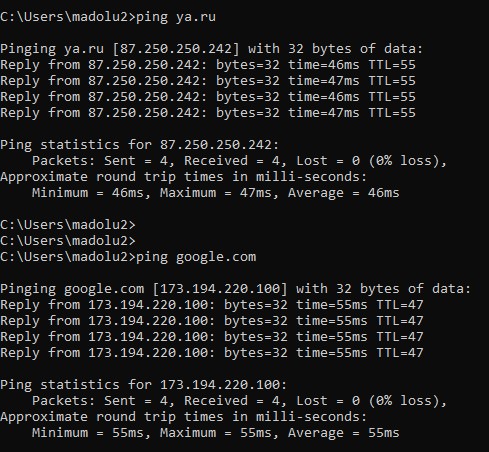 C:\Users\madolu2>ping ya.ru
Pinging ya.ru [87.250.250.242] with 32 bytes of data:
Reply from 87.250.250.242: bytes=32 time=46ms TTL=55
Reply from 87.250.250.242: bytes=32 time=47ms TTL=55
Reply from 87.250.250.242: bytes=32 time=46ms TTL=55
Reply from 87.250.250.242: bytes=32 time=47ms TTL=55
Ping statistics for 87.250.250.242:
    Packets: Sent = 4, Received = 4, Lost = 0 (0% loss),
Approximate round trip times in milli-seconds:
    Minimum = 46ms, Maximum = 47ms, Average = 46ms
C:\Users\madolu2>
C:\Users\madolu2>
C:\Users\madolu2>ping google.com
Pinging google.com [173.194.220.100] with 32 bytes of data:
Reply from 173.194.220.100: bytes=32 time=55ms TTL=47
Reply from 173.194.220.100: bytes=32 time=55ms TTL=47
Reply from 173.194.220.100: bytes=32 time=55ms TTL=47
Reply from 173.194.220.100: bytes=32 time=55ms TTL=47
Ping statistics for 173.194.220.100:
    Packets: Sent = 4, Received = 4, Lost = 0 (0% loss),
Approximate round trip times in milli-seconds:
    Minimum = 55ms, Maximum = 55ms, Average = 55ms